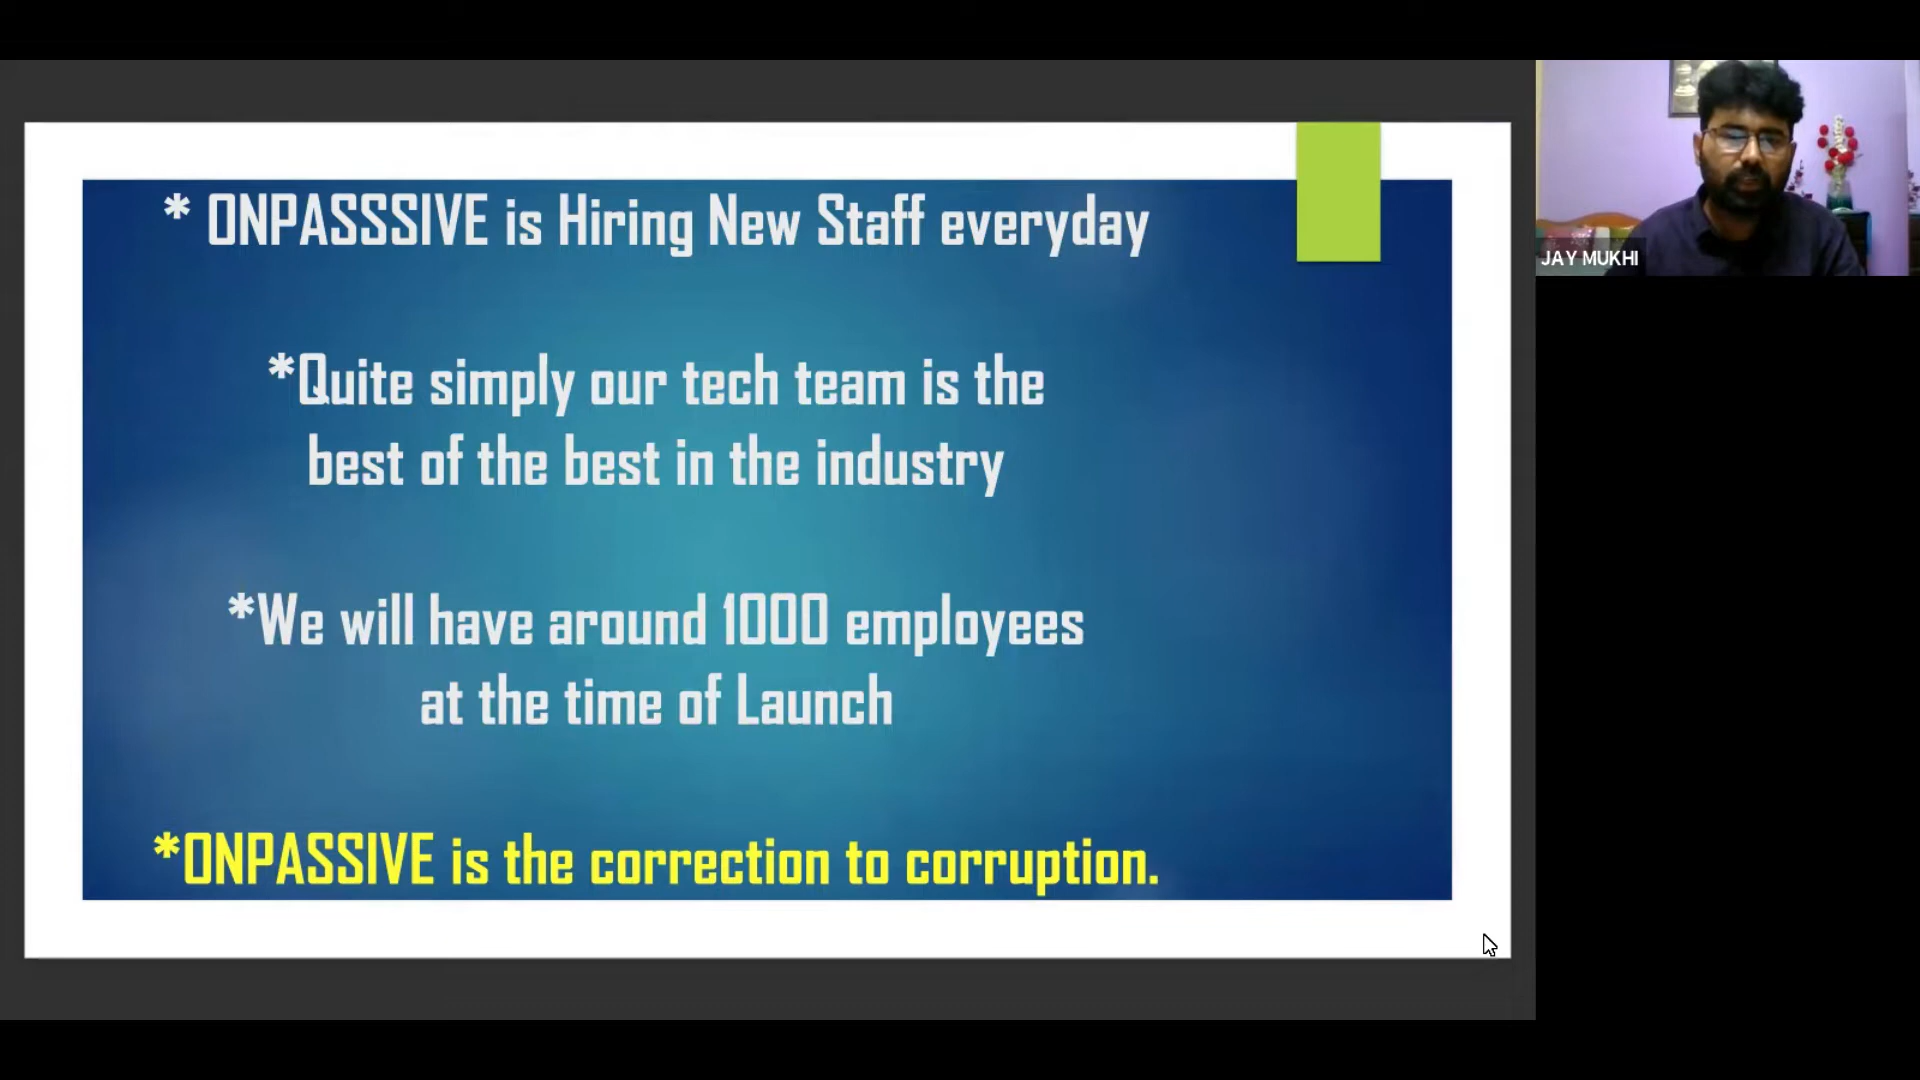 * ONPASSSIVE is Hiring New Staff everyday
*Quite simply our tech team is the
best of the best in the industry
*We will have around 1000 employees
at the time of Launch
*ONPASSIVE is the correction to corruption.
JAY MUKHI